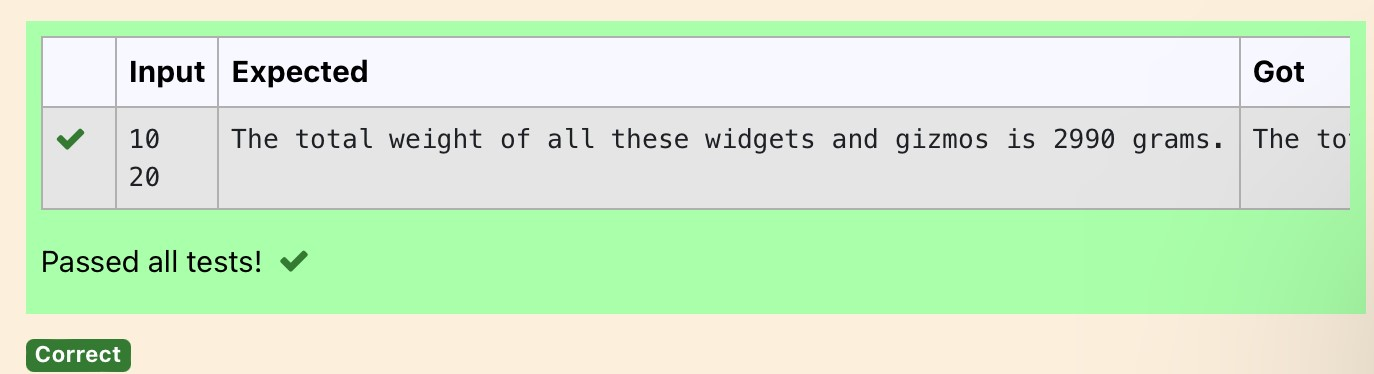 Input Expected Got
10 The total weight of all these widgets and gizmos is 2990 grams. The
20
Passed all tests!
Correct